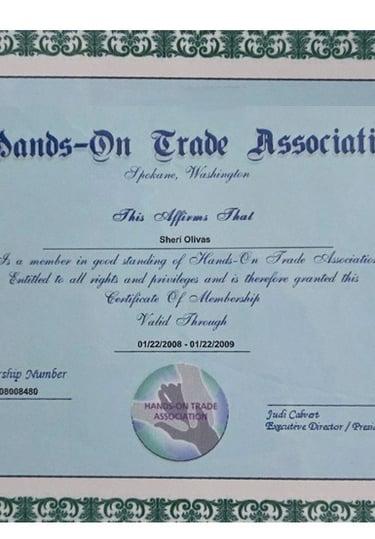 Hands-On Trade Associati
Spokane, Washington
This Affirms That
Sheri Olivas
Is a member in good standing of Hands-On Trade Association
Entitled to all rights and privileges and is therefore granted this
Certificate Of Membership
Valid Through
01/22/2008 - 01/22/2009
rship Number
08008480
HANDS-ON TRADE
ASSOCIATION
Judi Calvert
Executive Director / Presi